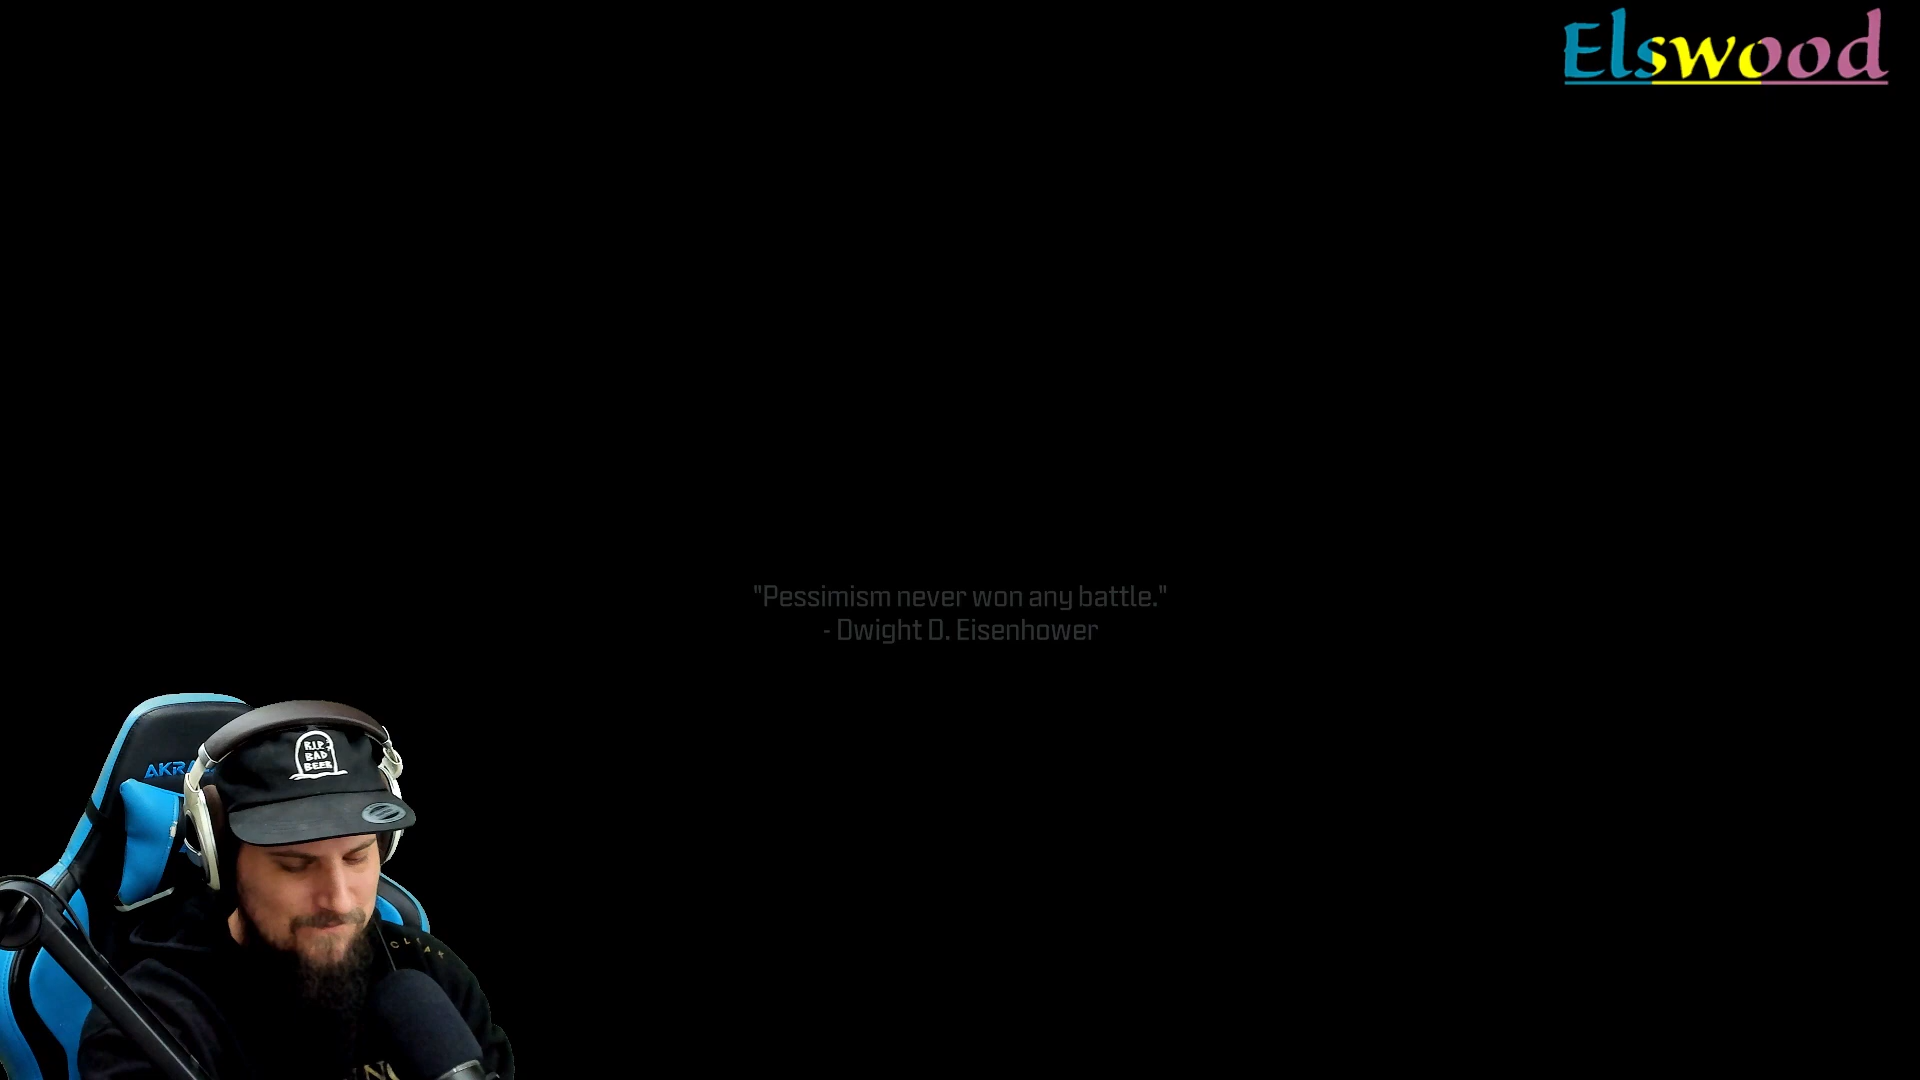 Elswood
"Pessimism never won any battle."
- Dwight D. Eisenhower
R.I.P.
BAD
BEER